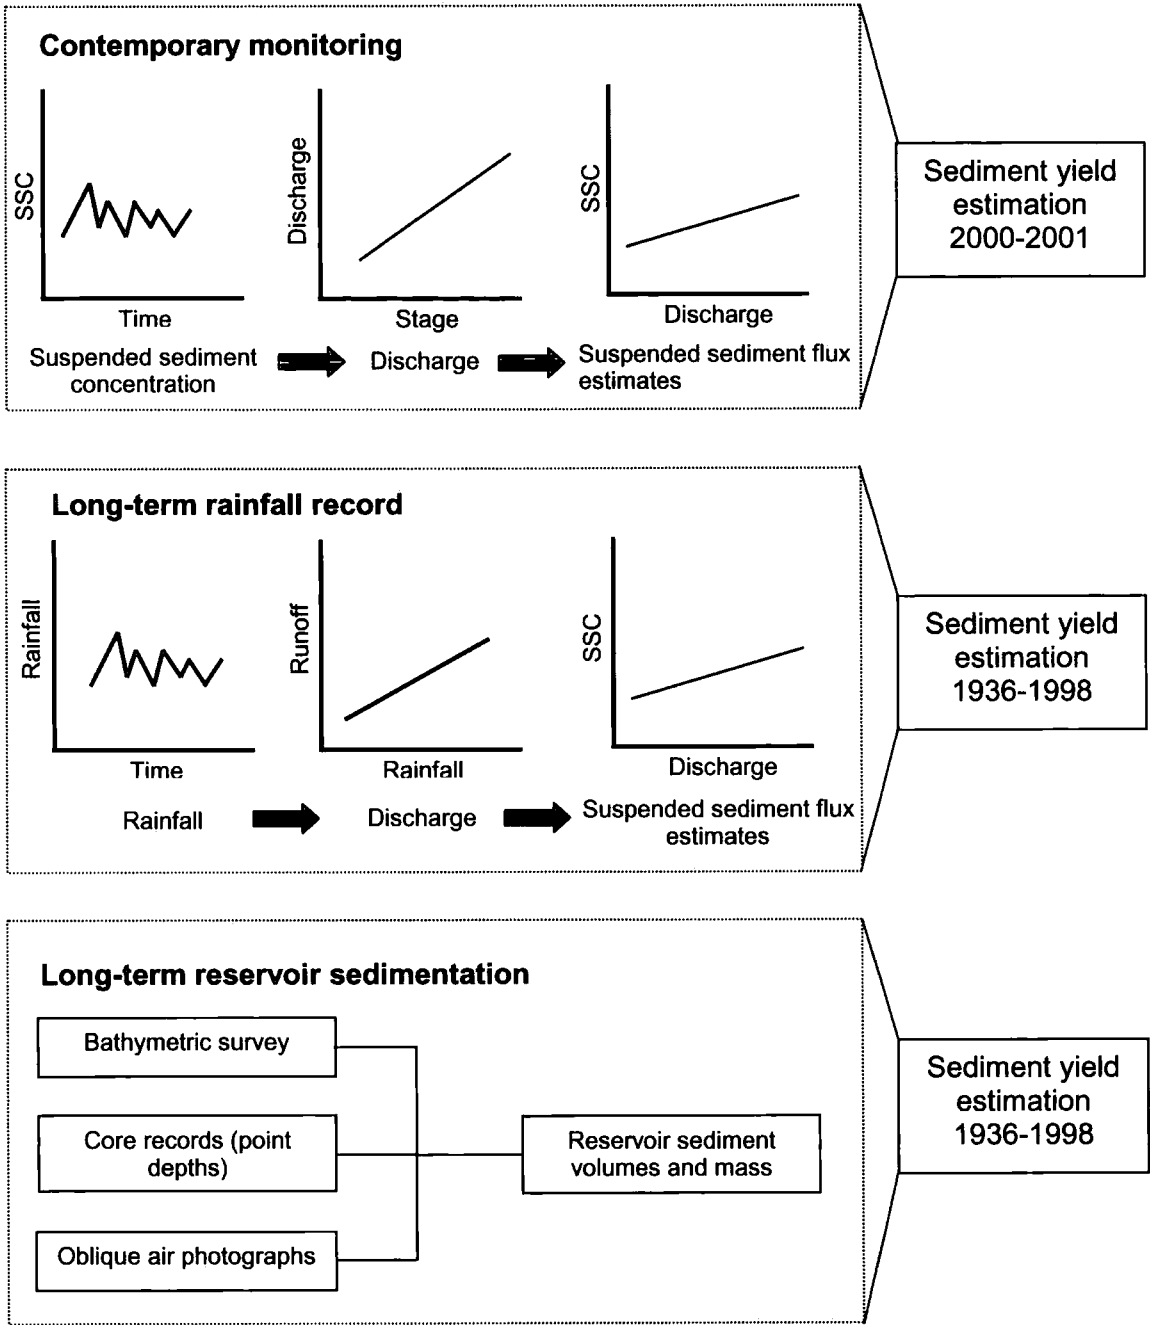 Contemporary monitoring
SSC
Time
Discharge
Stage
SSC
Discharge
Suspended sediment
concentration
Discharge
Suspended sediment flux
estimates
Sediment yield
estimation
2000-2001
Long-term rainfall record
Rainfall
Time
Runoff
Rainfall
SSC
Discharge
Rainfall
Discharge
Suspended sediment flux
estimates
Sediment yield
estimation
1936-1998
Long-term reservoir sedimentation
Bathymetric survey
Core records (point
depths)
Oblique air photographs
Reservoir sediment
volumes and mass
Sediment yield
estimation
1936-1998